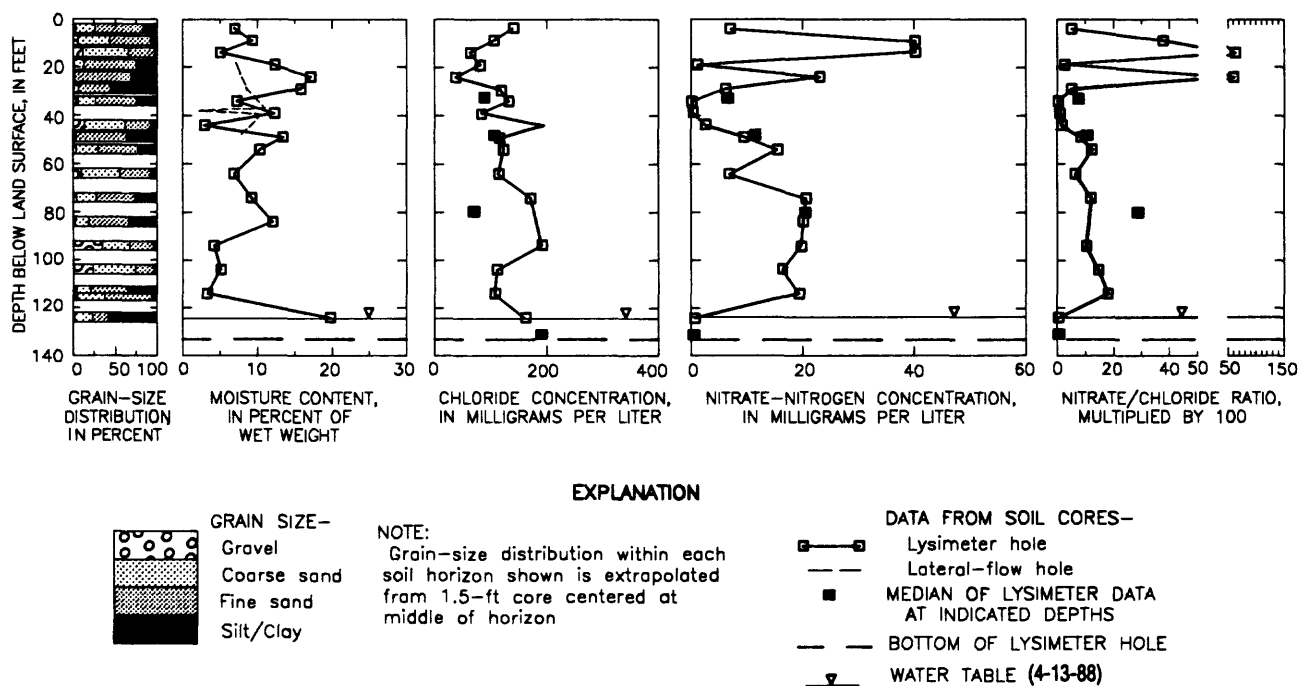 DEPTH BELOW LAND SURFACE, IN FEET
0
20
40
60
80
100
120
140
0 50 100
GRAIN-SIZE
DISTRIBUTION
IN PERCENT
0 10 20 30
MOISTURE CONTENT,
IN PERCENT OF
WET WEIGHT
0 200 400
CHLORIDE CONCENTRATION,
IN MILLIGRAMS PER LITER
0 20 40 60
NITRATE-NITROGEN CONCENTRATION,
IN MILLIGRAMS PER LITER
0 20 50 50 150
NITRATE/CHLORIDE RATIO,
MULTIPLIED BY 100
EXPLANATION
GRAIN SIZE-
Gravel
Coarse sand
Fine sand
Silt/Clay
NOTE:
Grain-size distribution within each
soil horizon shown is extrapolated
fram 1.5-ft core centered at
middle of horizon
DATA FROM SOIL CORES-
Lysimeter hole
Lateral-flow hole
MEDIAN OF LYSIMETER DATA
AT INDICATED DEPTHS
BOTTOM OF LYSIMETER HOLE
WATER TABLE (4-13-88)